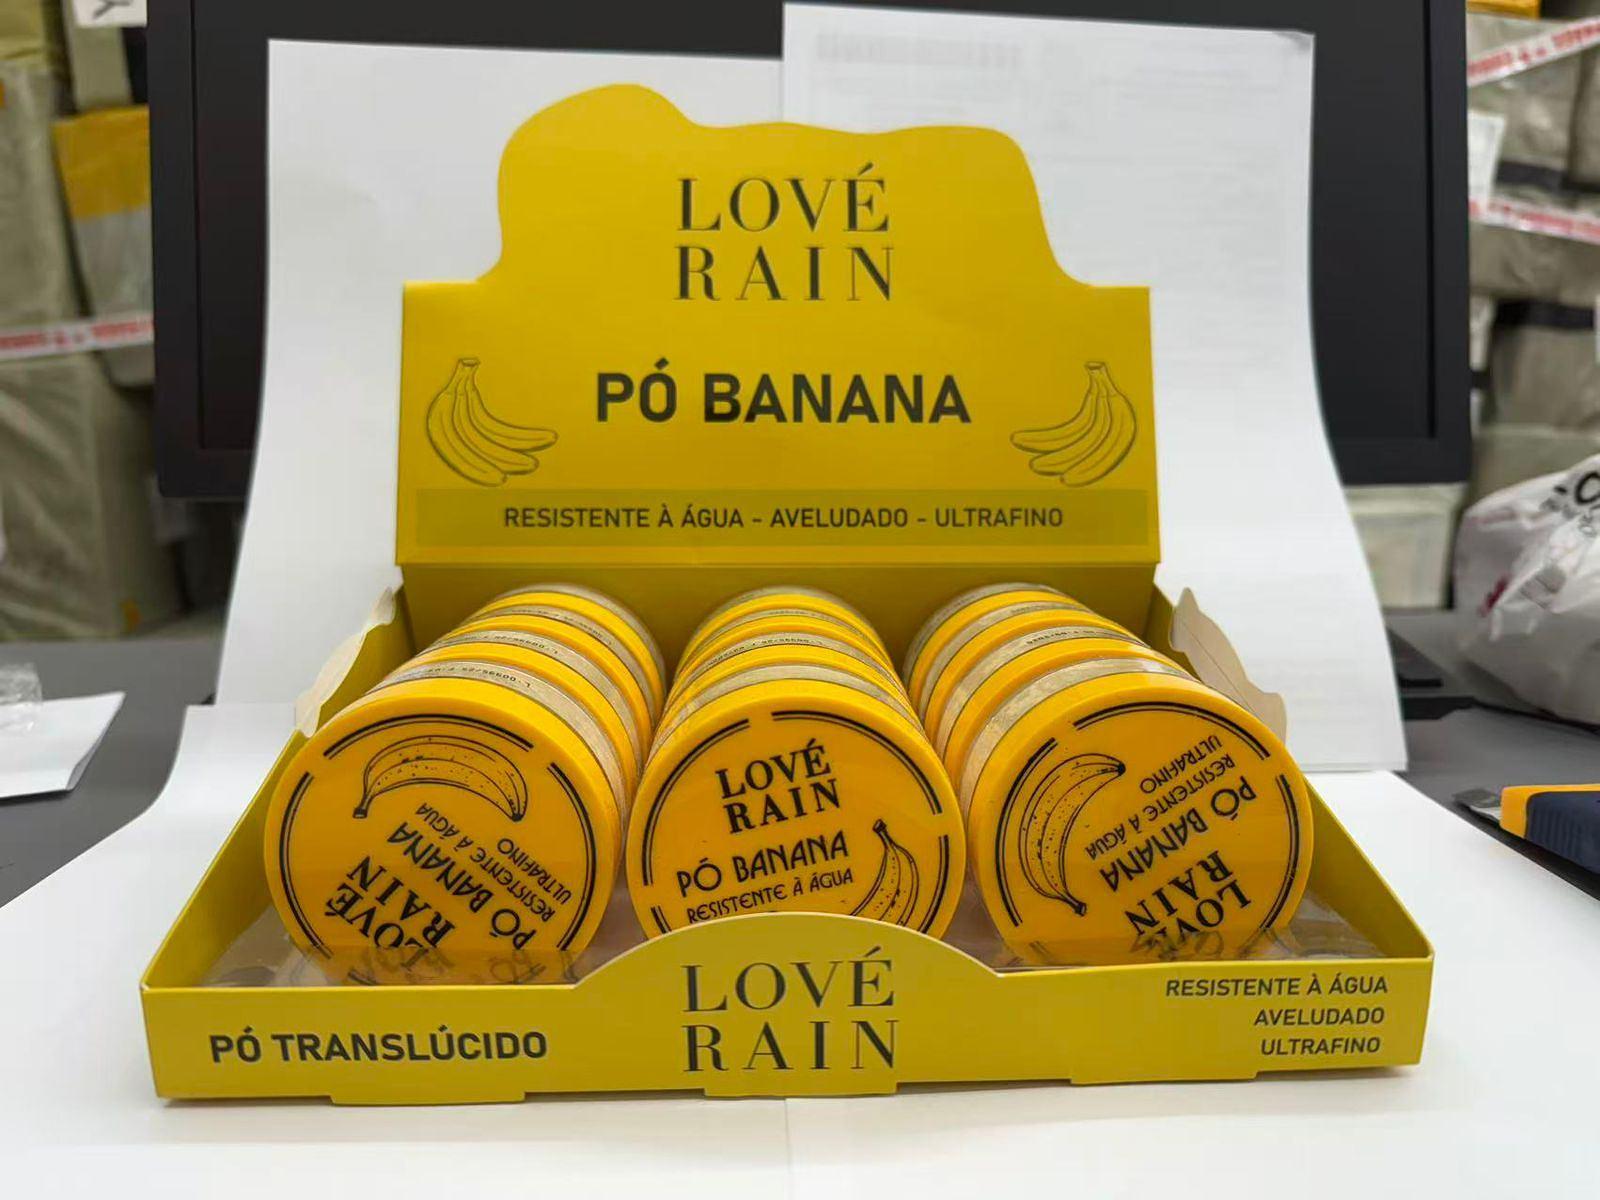 LOVÉ
RAIN
PÓ BANANA
RESISTENTE À ÁGUA - AVELUDADO - ULTRAFINO
RESISTENTE À ÁGUA
ULTRAFINO
PÓ BANANA
LOVÉ
RAIN
LOVÉ
RAIN
PÓ BANANA
RESISTENTE À ÁGUA
RESISTENTE À ÁGUA
ULTRAFINO
PÓ BANANA
LOVÉ
RAIN
PÓ TRANSLÚCIDO
LOVÉ
RAIN
RESISTENTE À ÁGUA
AVELUDADO
ULTRAFINO